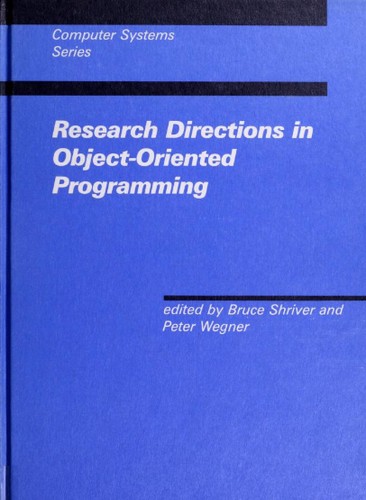 Computer Systems
Series
Research Directions in
Object-Oriented
Programming
edited by Bruce Shriver and
Peter Wegner